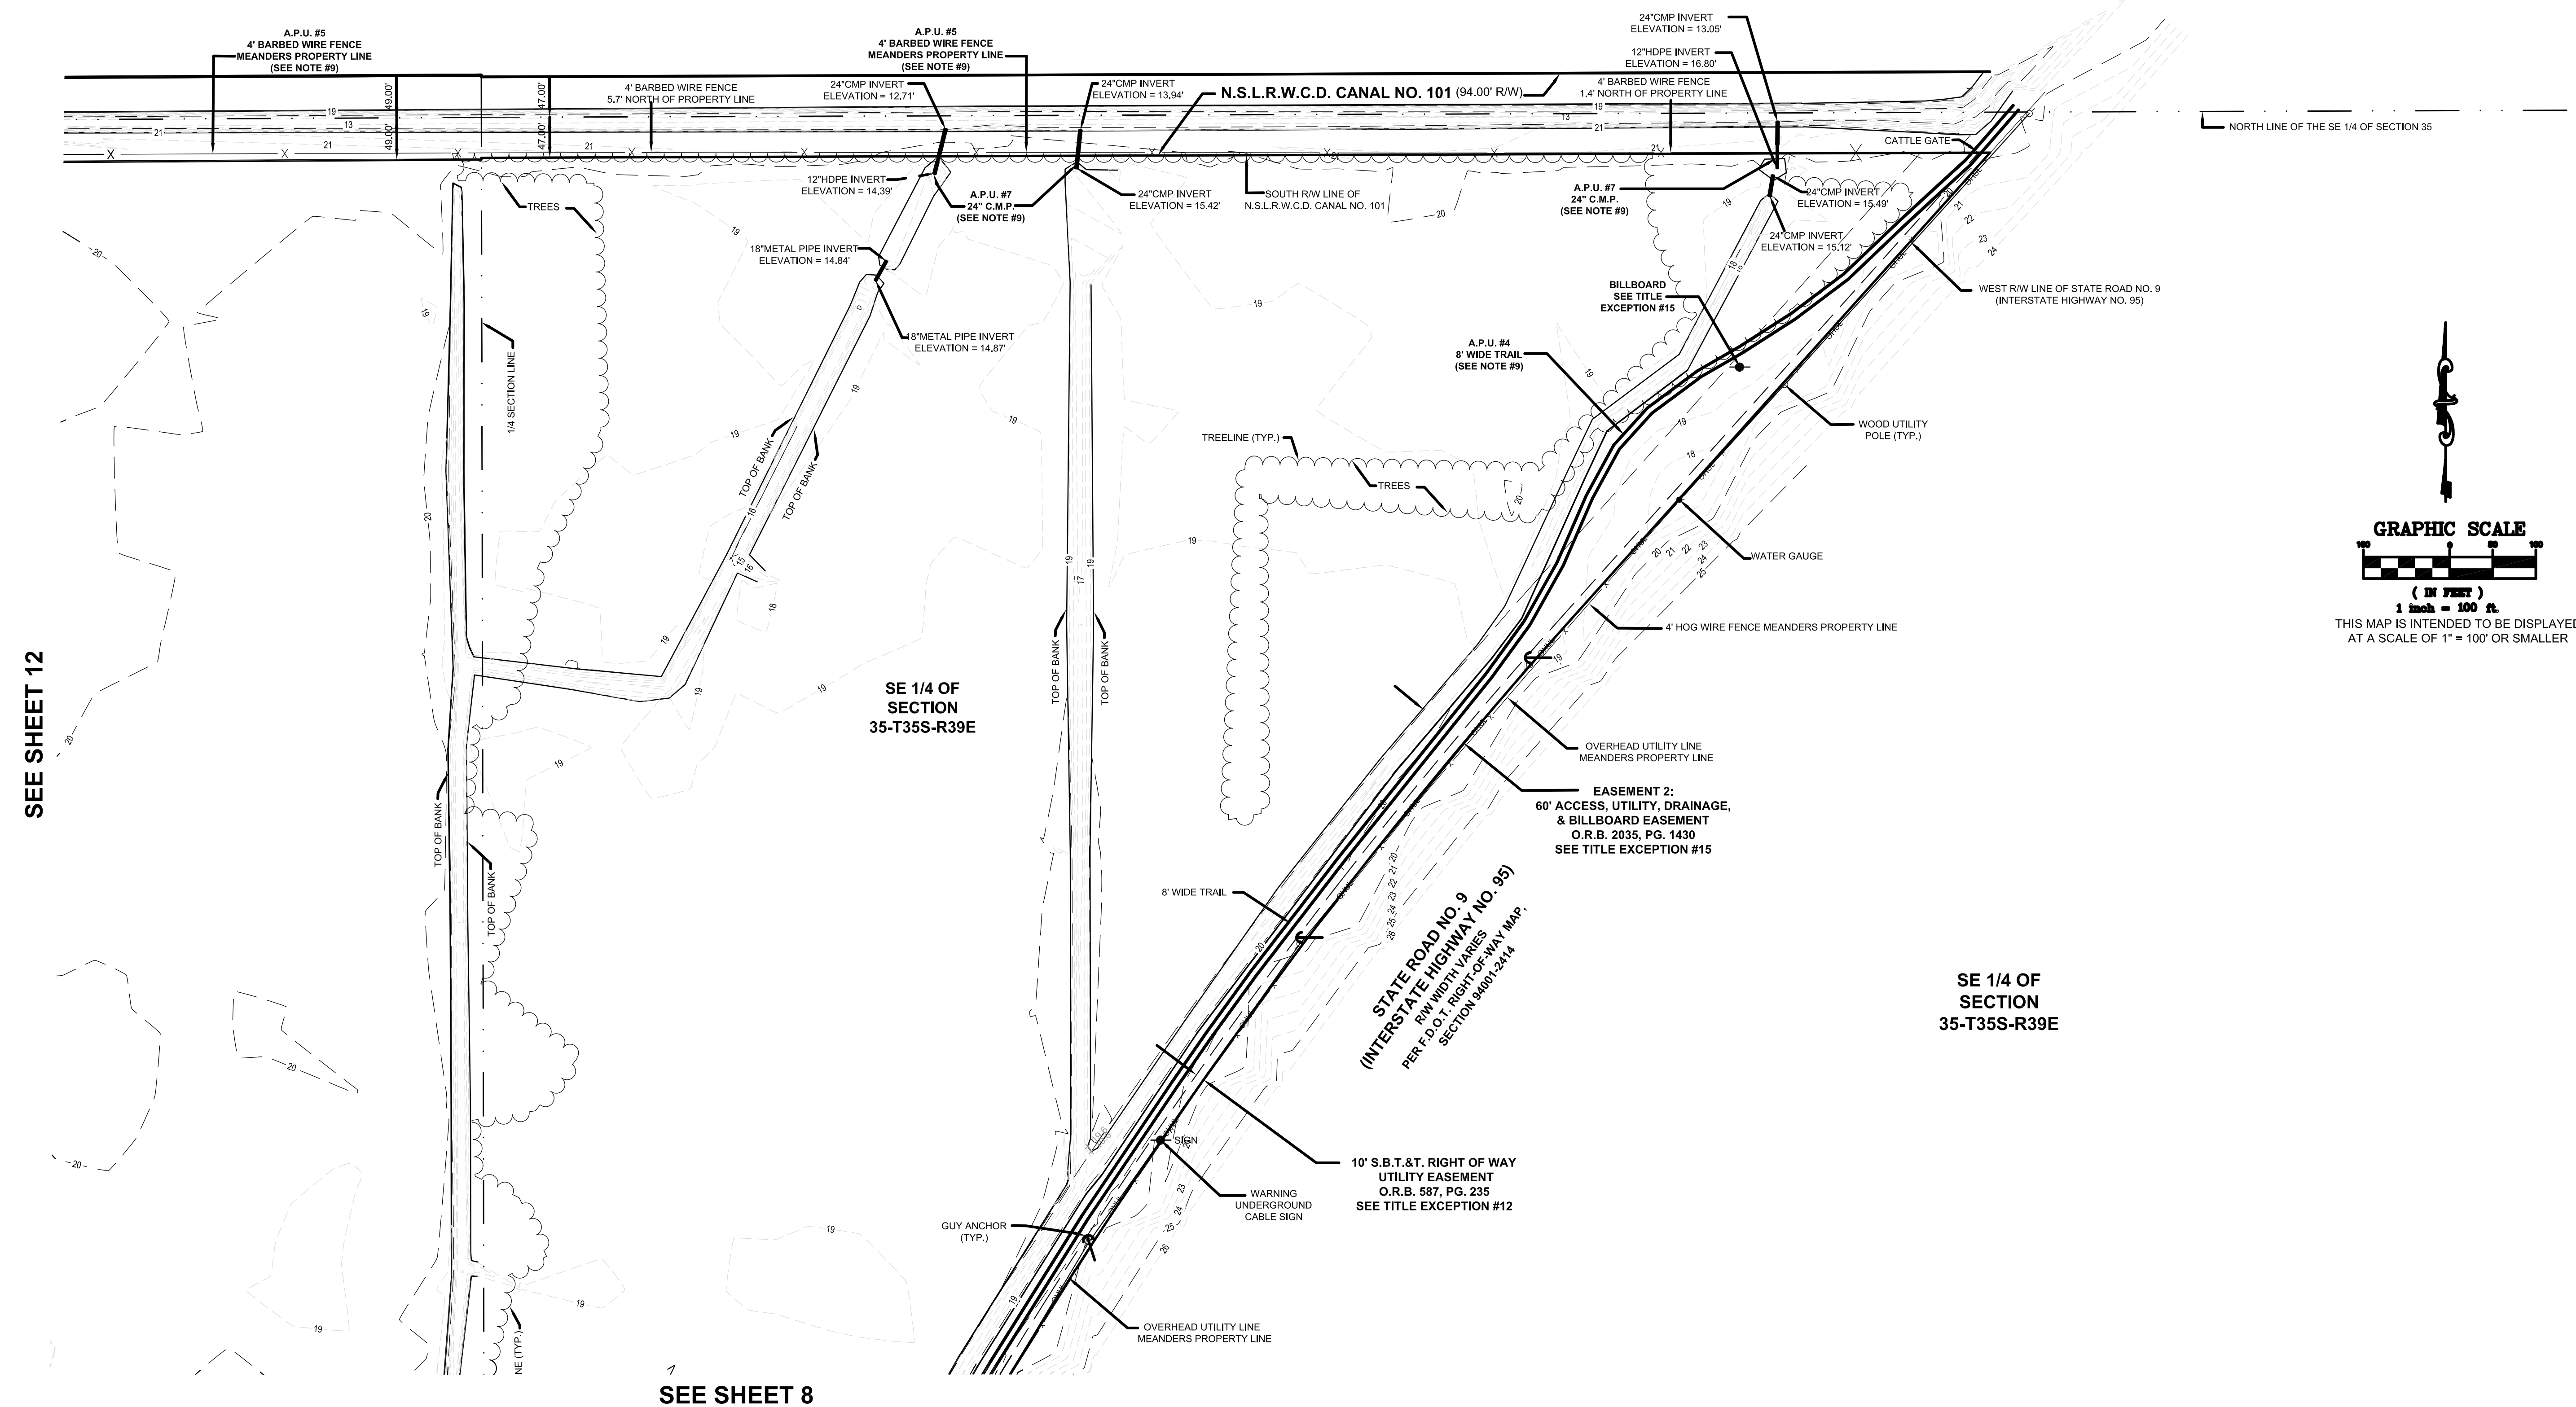 A.P.U. #5
4' BARBED WIRE FENCE
MEANDERS PROPERTY LINE
(SEE NOTE #9)
49.00'
49.00'
47.00'
47.00'
4' BARBED WIRE FENCE
5.7' NORTH OF PROPERTY LINE
24"CMP INVERT
ELEVATION = 12.71'
A.P.U. #5
4' BARBED WIRE FENCE
MEANDERS PROPERTY LINE
(SEE NOTE #9)
24"CMP INVERT
ELEVATION = 13.94'
N.S.L.R.W.C.D. CANAL NO. 101 (94.00' R/W)
24"CMP INVERT
ELEVATION = 13.05'
12"HDPE INVERT
ELEVATION = 16.80'
4' BARBED WIRE FENCE
1.4' NORTH OF PROPERTY LINE
NORTH LINE OF THE SE 1/4 OF SECTION 35
CATTLE GATE
19
13
21
21
21
19
13
21
21
12"HDPE INVERT
ELEVATION = 14.39'
A.P.U. #7
24" C.M.P.
(SEE NOTE #9)
24"CMP INVERT
ELEVATION = 15.42'
SOUTH R/W LINE OF
N.S.L.R.W.C.D. CANAL NO. 101
A.P.U. #7
24" C.M.P.
(SEE NOTE #9)
24"CMP INVERT
ELEVATION = 15.49'
24"CMP INVERT
ELEVATION = 15.12'
TREES
18"METAL PIPE INVERT
ELEVATION = 14.84'
18"METAL PIPE INVERT
ELEVATION = 14.87'
1/4 SECTION LINE
BILLBOARD
SEE TITLE
EXCEPTION #15
WEST R/W LINE OF STATE ROAD NO. 9
(INTERSTATE HIGHWAY NO. 95)
A.P.U. #4
8' WIDE TRAIL
(SEE NOTE #9)
WOOD UTILITY
POLE (TYP.)
TREELINE (TYP.)
TREES
TOP OF BANK
TOP OF BANK
WATER GAUGE
GRAPHIC SCALE
100
0
50
100
( IN FEET )
1 inch = 100 ft.
THIS MAP IS INTENDED TO BE DISPLAYED
AT A SCALE OF 1" = 100' OR SMALLER
4' HOG WIRE FENCE MEANDERS PROPERTY LINE
SEE SHEET 12
SE 1/4 OF
SECTION
35-T35S-R39E
TOP OF BANK
TOP OF BANK
OVERHEAD UTILITY LINE
MEANDERS PROPERTY LINE
EASEMENT 2:
60' ACCESS, UTILITY, DRAINAGE,
& BILLBOARD EASEMENT
O.R.B. 2035, PG. 1430
SEE TITLE EXCEPTION #15
TOP OF BANK
TOP OF BANK
8' WIDE TRAIL
STATE ROAD NO. 9
(INTERSTATE HIGHWAY NO. 95)
R/W WIDTH VARIES
PER F.D.O.T. RIGHT-OF-WAY MAP,
SECTION 94001-2414
SE 1/4 OF
SECTION
35-T35S-R39E
SIGN
10' S.B.T.&T. RIGHT OF WAY
UTILITY EASEMENT
O.R.B. 587, PG. 235
SEE TITLE EXCEPTION #12
WARNING
UNDERGROUND
CABLE SIGN
GUY ANCHOR
(TYP.)
OVERHEAD UTILITY LINE
MEANDERS PROPERTY LINE
NE (TYP.)
SEE SHEET 8